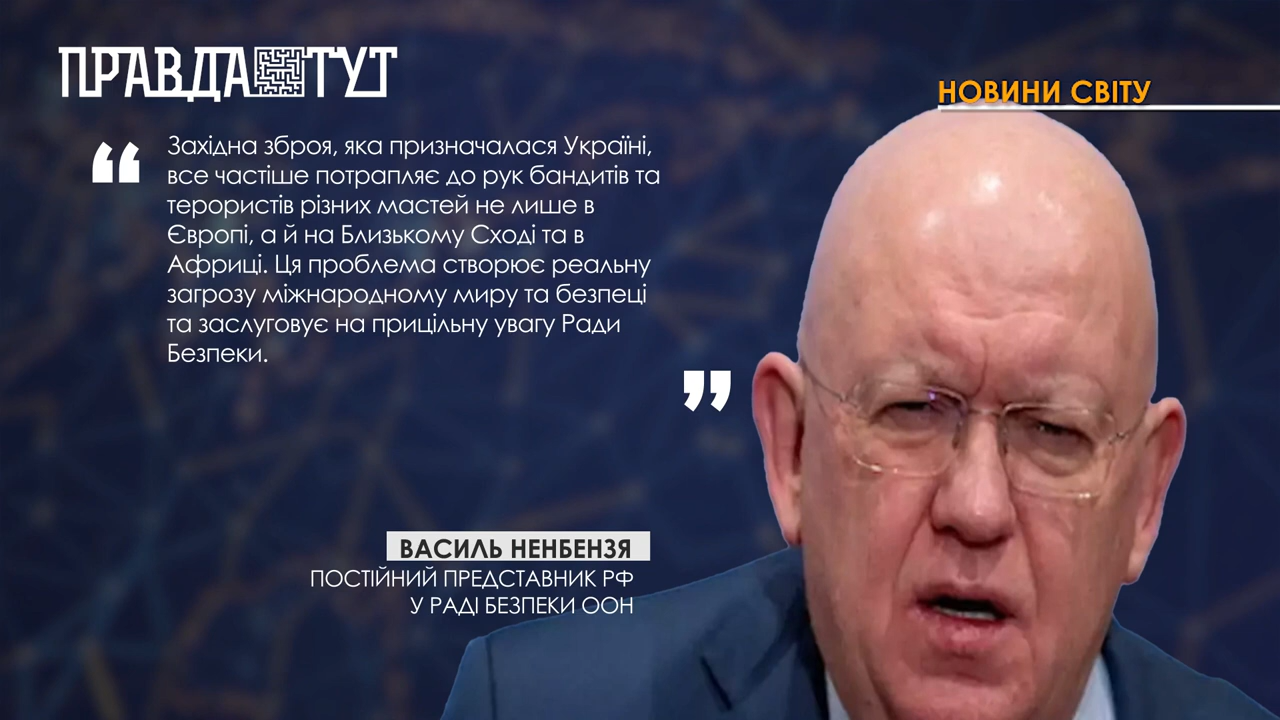 ПРАВДА ТУТ
НОВИНИ СВІТУ
“ Західна зброя, яка призначалася Україні,
все частіше потрапляє до рук бандитів та
терористів різних мастей не лише в
Європі, а й на Близькому Сході та в
Африці. Ця проблема створює реальну
загрозу міжнародному миру та безпеці
та заслуговує на прицільну увагу Ради
Безпеки. ”
ВАСИЛЬ НЕНБЕНЗЯ
ПОСТІЙНИЙ ПРЕДСТАВНИК РФ
У РАДІ БЕЗПЕКИ ООН